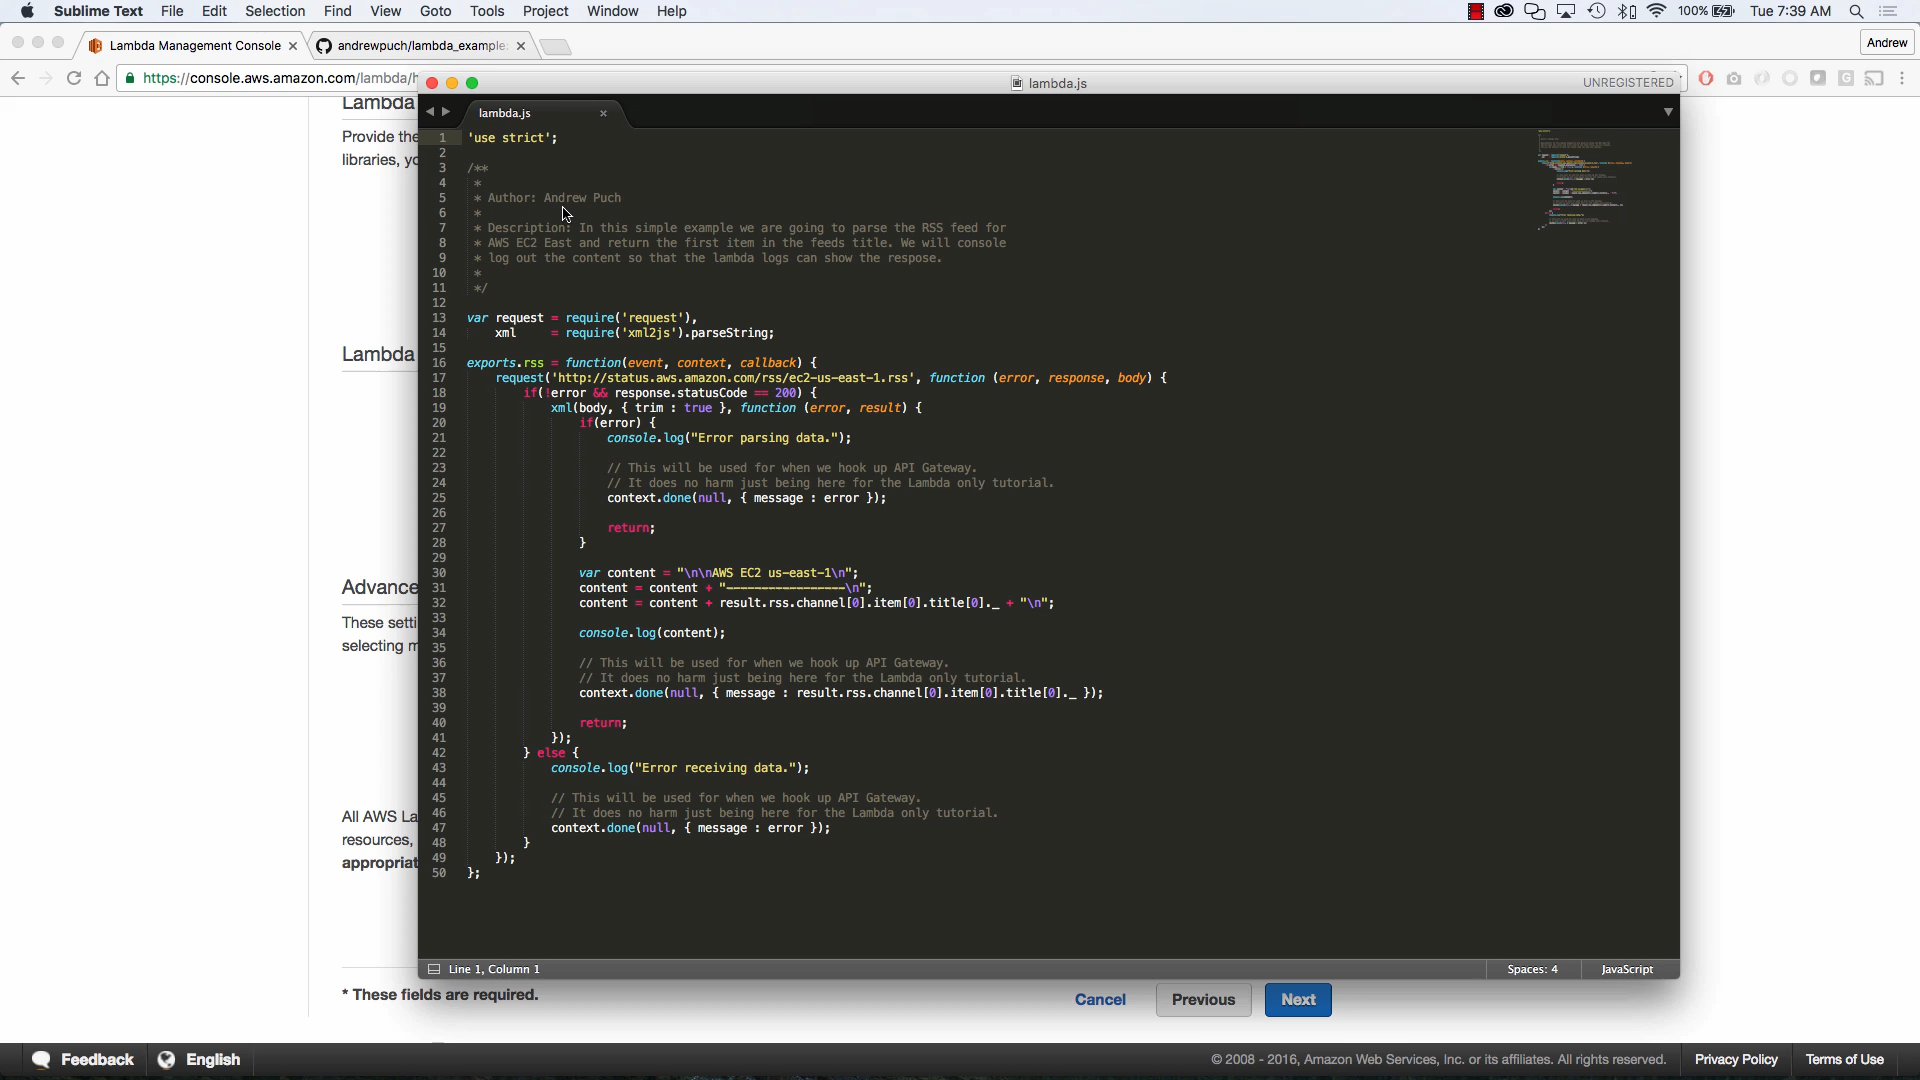 Sublime Text File Edit Selection Find View Goto Tools Project Window Help 100% Tue 7:39 AM
Lambda Management Console × andrewpuch/lambda_example × Andrew
https://console.aws.amazon.com/lambda/h
lambda.js UNREGISTERED
lambda.js ×
Lambda
Provide the
libraries, yo
Lambda
Advance
These setti
selecting m
All AWS La
resources,
appropriat
1 'use strict';
2
3 /**
4 *
5 * Author: Andrew Puch
6 *
7 * Description: In this simple example we are going to parse the RSS feed for
8 * AWS EC2 East and return the first item in the feeds title. We will console
9 * log out the content so that the lambda logs can show the respose.
10 *
11 */
12
13 var request = require('request'),
14 xml = require('xml2js').parseString;
15
16 exports.rss = function(event, context, callback) {
17 request('http://status.aws.amazon.com/rss/ec2-us-east-1.rss', function (error, response, body) {
18 if(!error && response.statusCode == 200) {
19 xml(body, { trim : true }, function (error, result) {
20 if(error) {
21 console.log("Error parsing data.");
22
23 // This will be used for when we hook up API Gateway.
24 // It does no harm just being here for the Lambda only tutorial.
25 context.done(null, { message : error });
26
27 return;
28 }
29
30 var content = "\n\nAWS EC2 us-east-1\n";
31 content = content + "-----------------\n";
32 content = content + result.rss.channel[0].item[0].title[0]._ + "\n";
33
34 console.log(content);
35
36 // This will be used for when we hook up API Gateway.
37 // It does no harm just being here for the Lambda only tutorial.
38 context.done(null, { message : result.rss.channel[0].item[0].title[0]._ });
39
40 return;
41 });
42 } else {
43 console.log("Error receiving data.");
44
45 // This will be used for when we hook up API Gateway.
46 // It does no harm just being here for the Lambda only tutorial.
47 context.done(null, { message : error });
48 }
49 });
50 };
Line 1, Column 1 Spaces: 4 JavaScript
* These fields are required. Cancel Previous Next
Feedback English © 2008 - 2016, Amazon Web Services, Inc. or its affiliates. All rights reserved. Privacy Policy Terms of Use